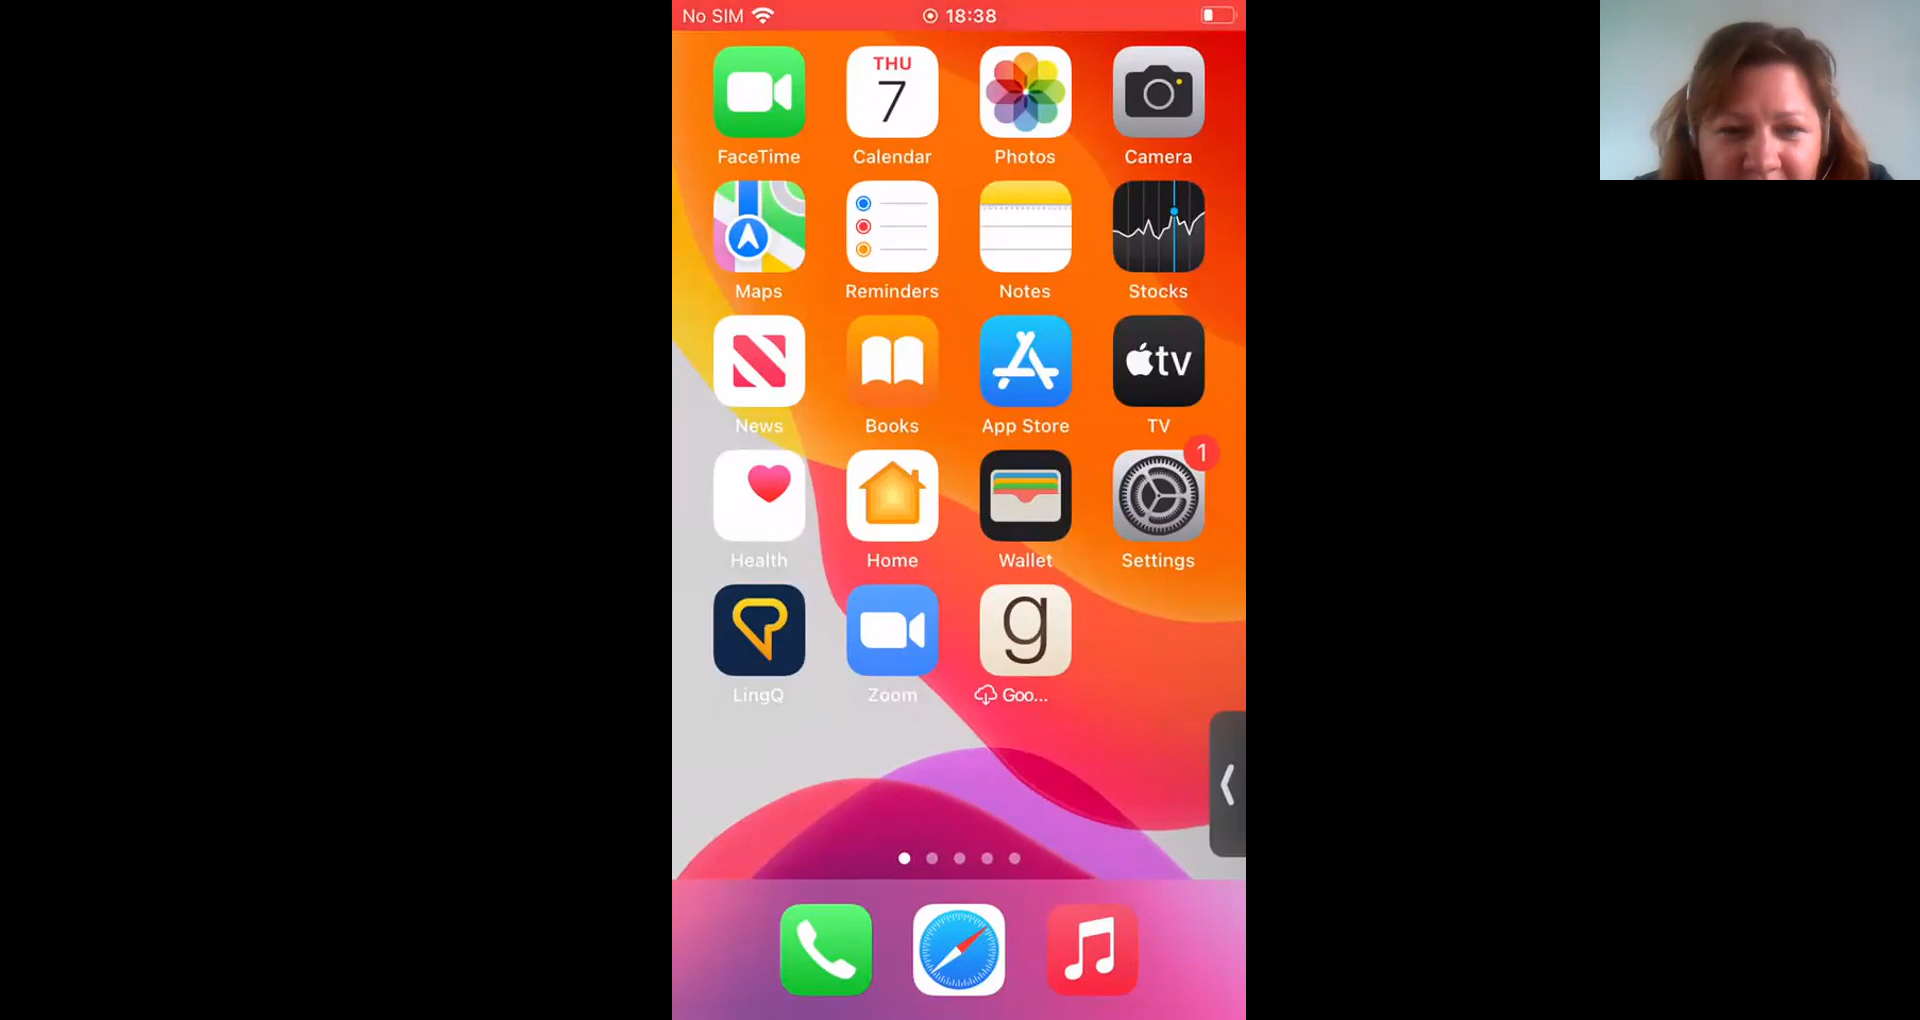 No SIM 18:38
THU
7
FaceTime Calendar Photos Camera
Maps Reminders Notes Stocks
tv
News Books App Store TV
1
Health Home Wallet Settings
g
LingQ Zoom Goo...